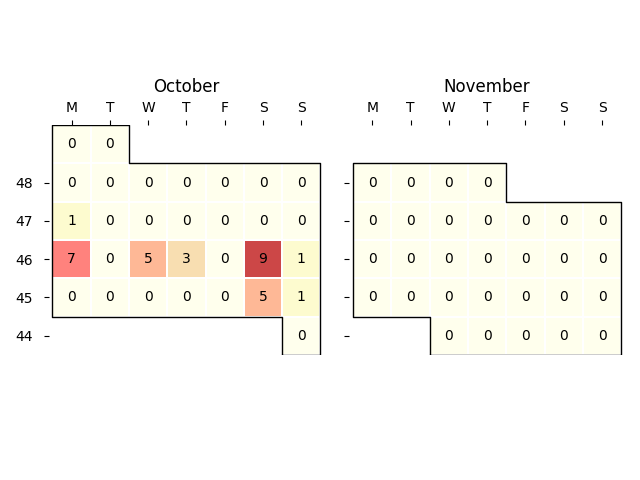 October November
M T W T F S S M T W T F S S
0 0
48 0 0 0 0 0 0 0 0 0 0 0
47 1 0 0 0 0 0 0 0 0 0 0 0 0 0
46 7 0 5 3 0 9 1 0 0 0 0 0 0 0
45 0 0 0 0 0 5 1 0 0 0 0 0 0 0
44 0 0 0 0 0 0